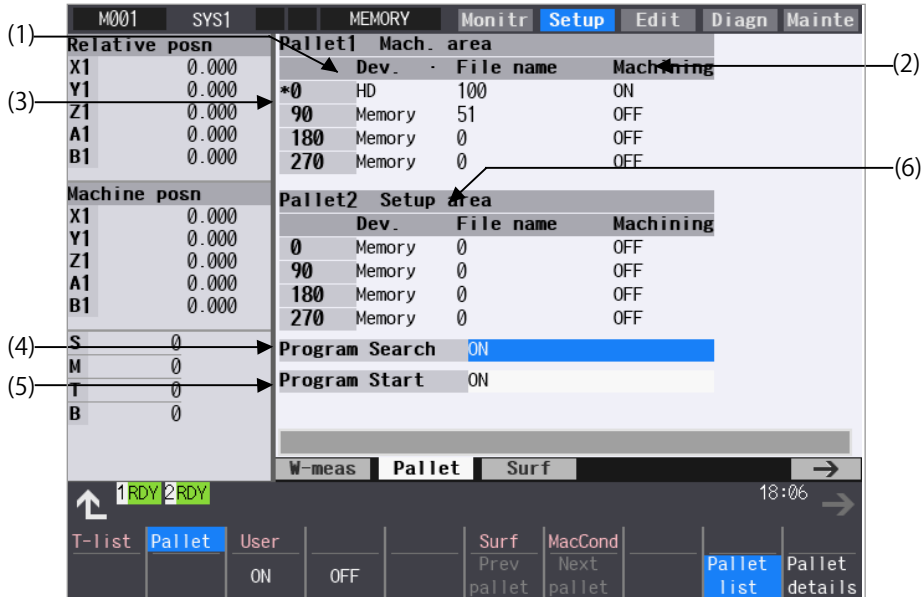 M001 SYS1 MEMORY Monitr Setup Edit Diagn Mainte
(1)
(2)
(3)
(4)
(5)
(6)
Relative posn
X1 0.000
Y1 0.000
Z1 0.000
A1 0.000
B1 0.000
Machine posn
X1 0.000
Y1 0.000
Z1 0.000
A1 0.000
B1 0.000
S 0
M 0
T 0
B 0
Pallet1 Mach. area
Dev. · File name Machining
*0 HD 100 ON
90 Memory 51 OFF
180 Memory 0 OFF
270 Memory 0 OFF
Pallet2 Setup area
Dev. File name Machining
0 Memory 0 OFF
90 Memory 0 OFF
180 Memory 0 OFF
270 Memory 0 OFF
Program Search ON
Program Start ON
W-meas Pallet Surf →
1 RDY 2 RDY 18:06
T-list Pallet User Surf MacCond
ON OFF Prev pallet Next pallet Pallet list Pallet details